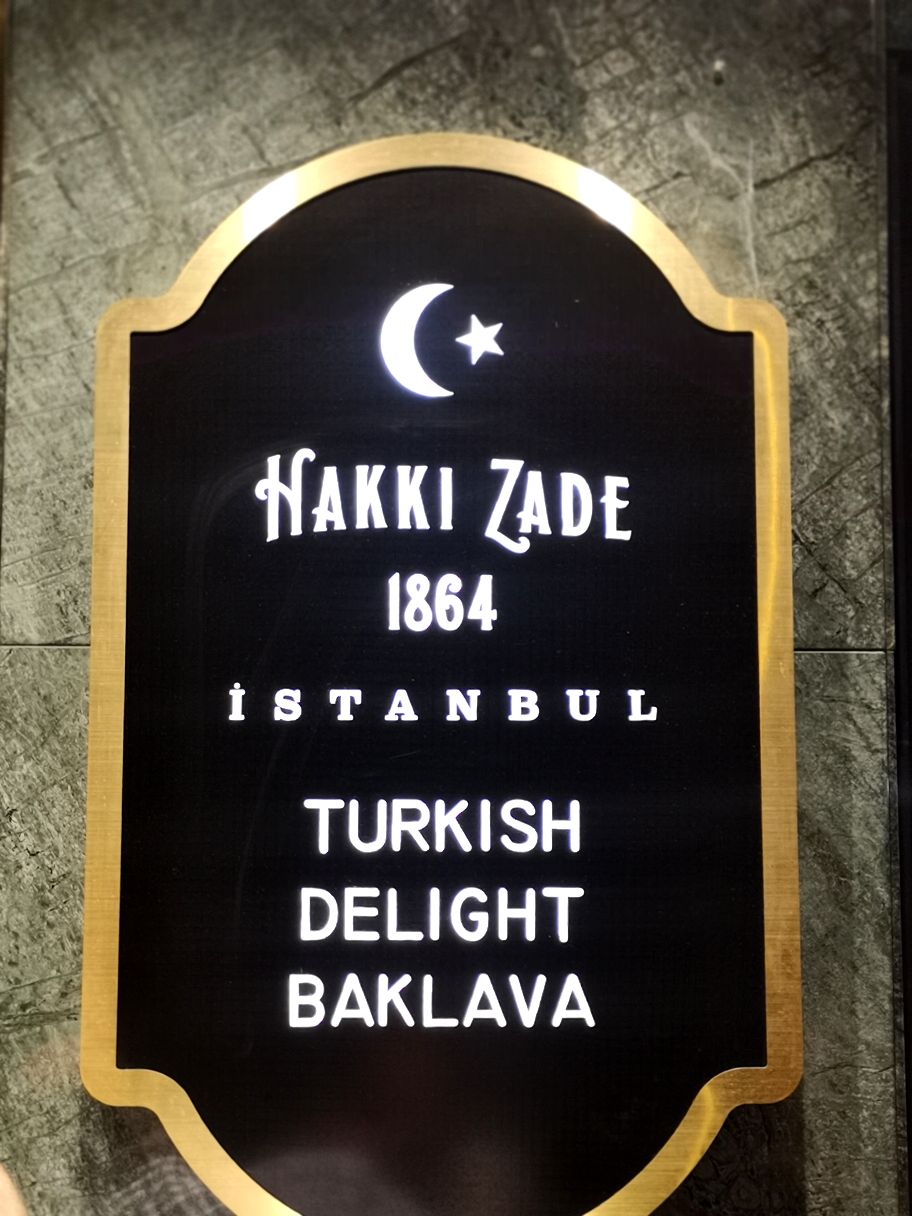 HAKKI ZADE
1864
İSTANBUL
TURKISH
DELIGHT
BAKLAVA